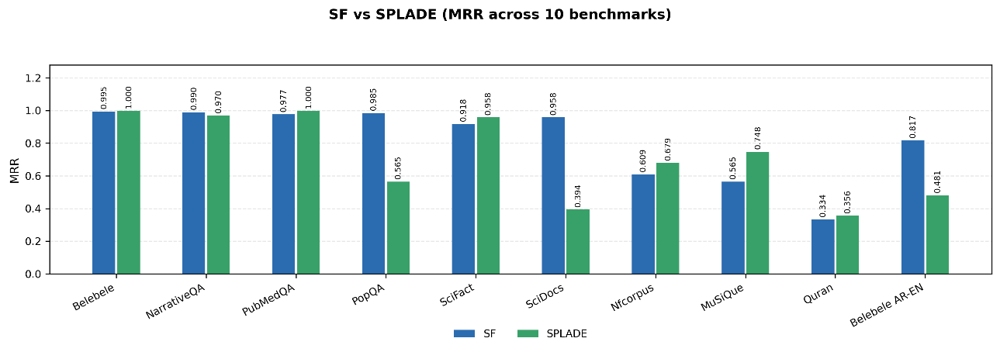 SF vs SPLADE (MRR across 10 benchmarks)
MRR
1.2
1.0
0.8
0.6
0.4
0.2
0.0
0.995
1.000
0.990
0.970
0.977
1.000
0.985
0.565
0.918
0.958
0.958
0.394
0.609
0.679
0.565
0.748
0.334
0.356
0.817
0.481
Belebele
NarrativeQA
PubMedQA
PopQA
SciFact
SciDocs
Nfcorpus
MuSiQue
Quran
Belebele AR-EN
SF
SPLADE